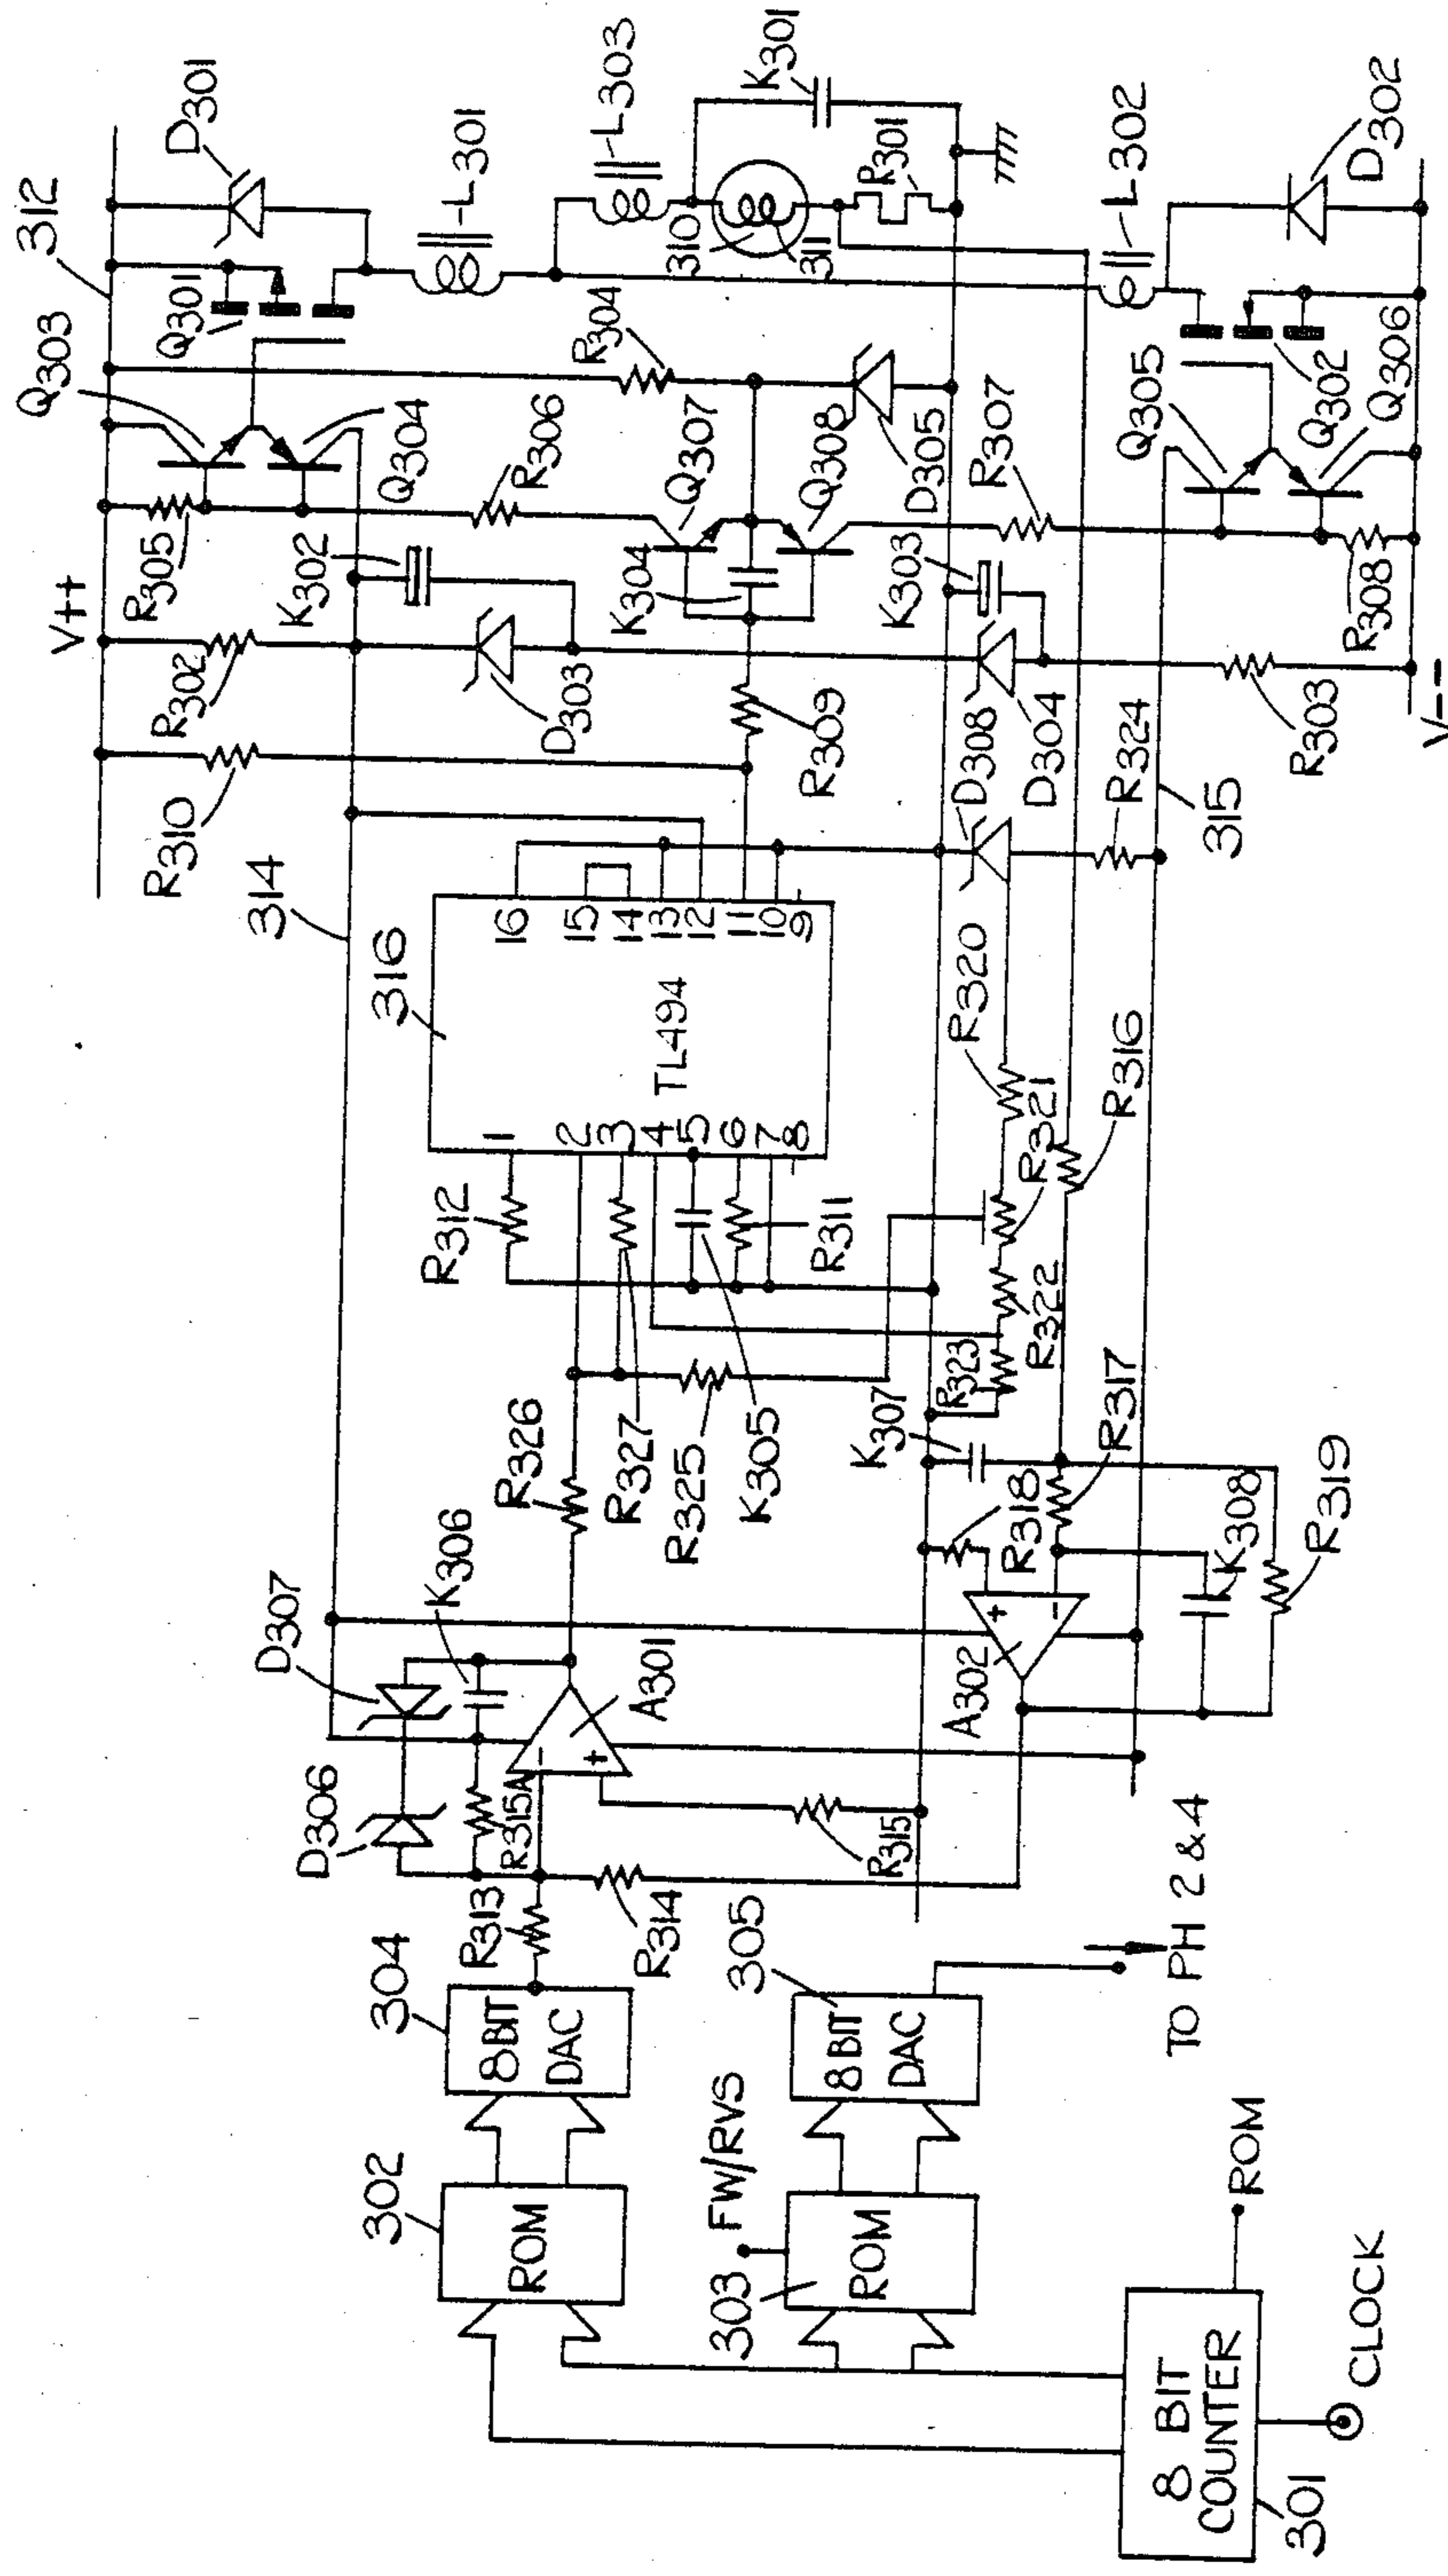 V++
312
D301
Q301
Q303
L301
R305
Q304
R302
K302
R306
R304
L303
310
311
K301
R301
R310
314
D303
K304
Q307
Q308
D305
R309
K303
R307
L302
D302
Q302
Q305
Q306
R308
D308
D304
R303
V--
R324
315
316
TL494
16
15
14
13
12
11
10
9
1
2
3
4
5
6
7
8
R312
R311
R320
R321
R316
R322
R323
R326
R327
R325
K305
K307
R317
R318
K308
R319
D307
K306
A301
A302
+
-
D306
R315A
-
+
R315
R313
R314
304
8 BIT
DAC
305
8 BIT
DAC
TO PH 2 & 4
302
ROM
FW/RVS
303
ROM
ROM
8 BIT
COUNTER
301
CLOCK